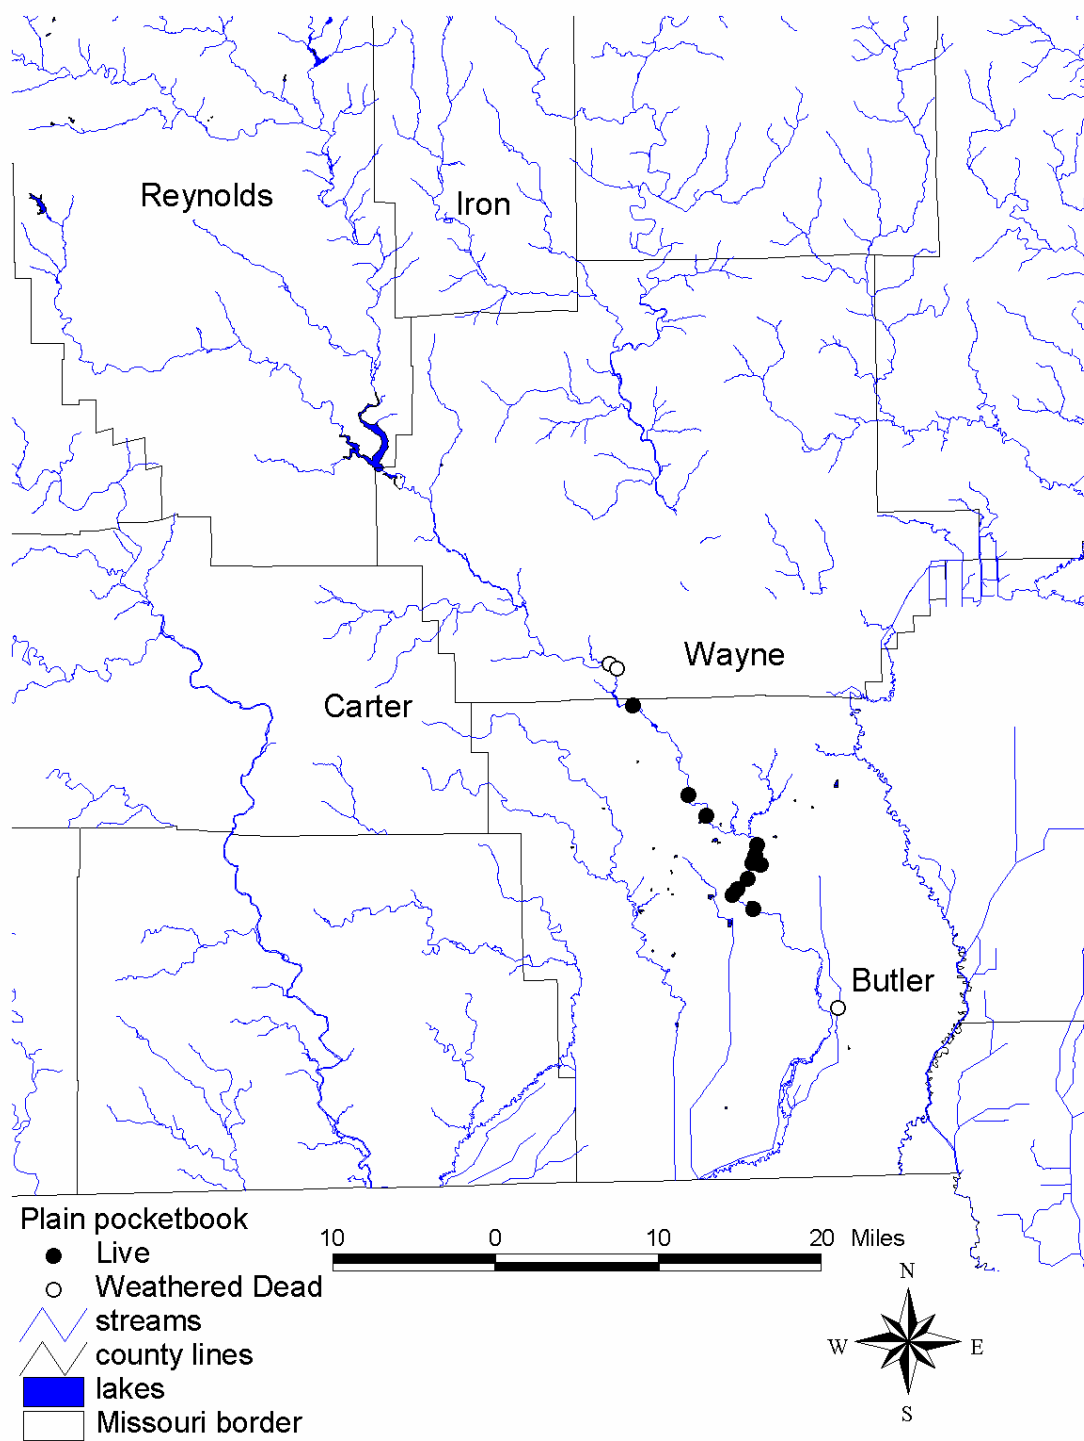 Reynolds
Iron
Wayne
Carter
Butler
Plain pocketbook
Live
Weathered Dead
streams
county lines
lakes
Missouri border
10 0 10 20 Miles
N
W E
S